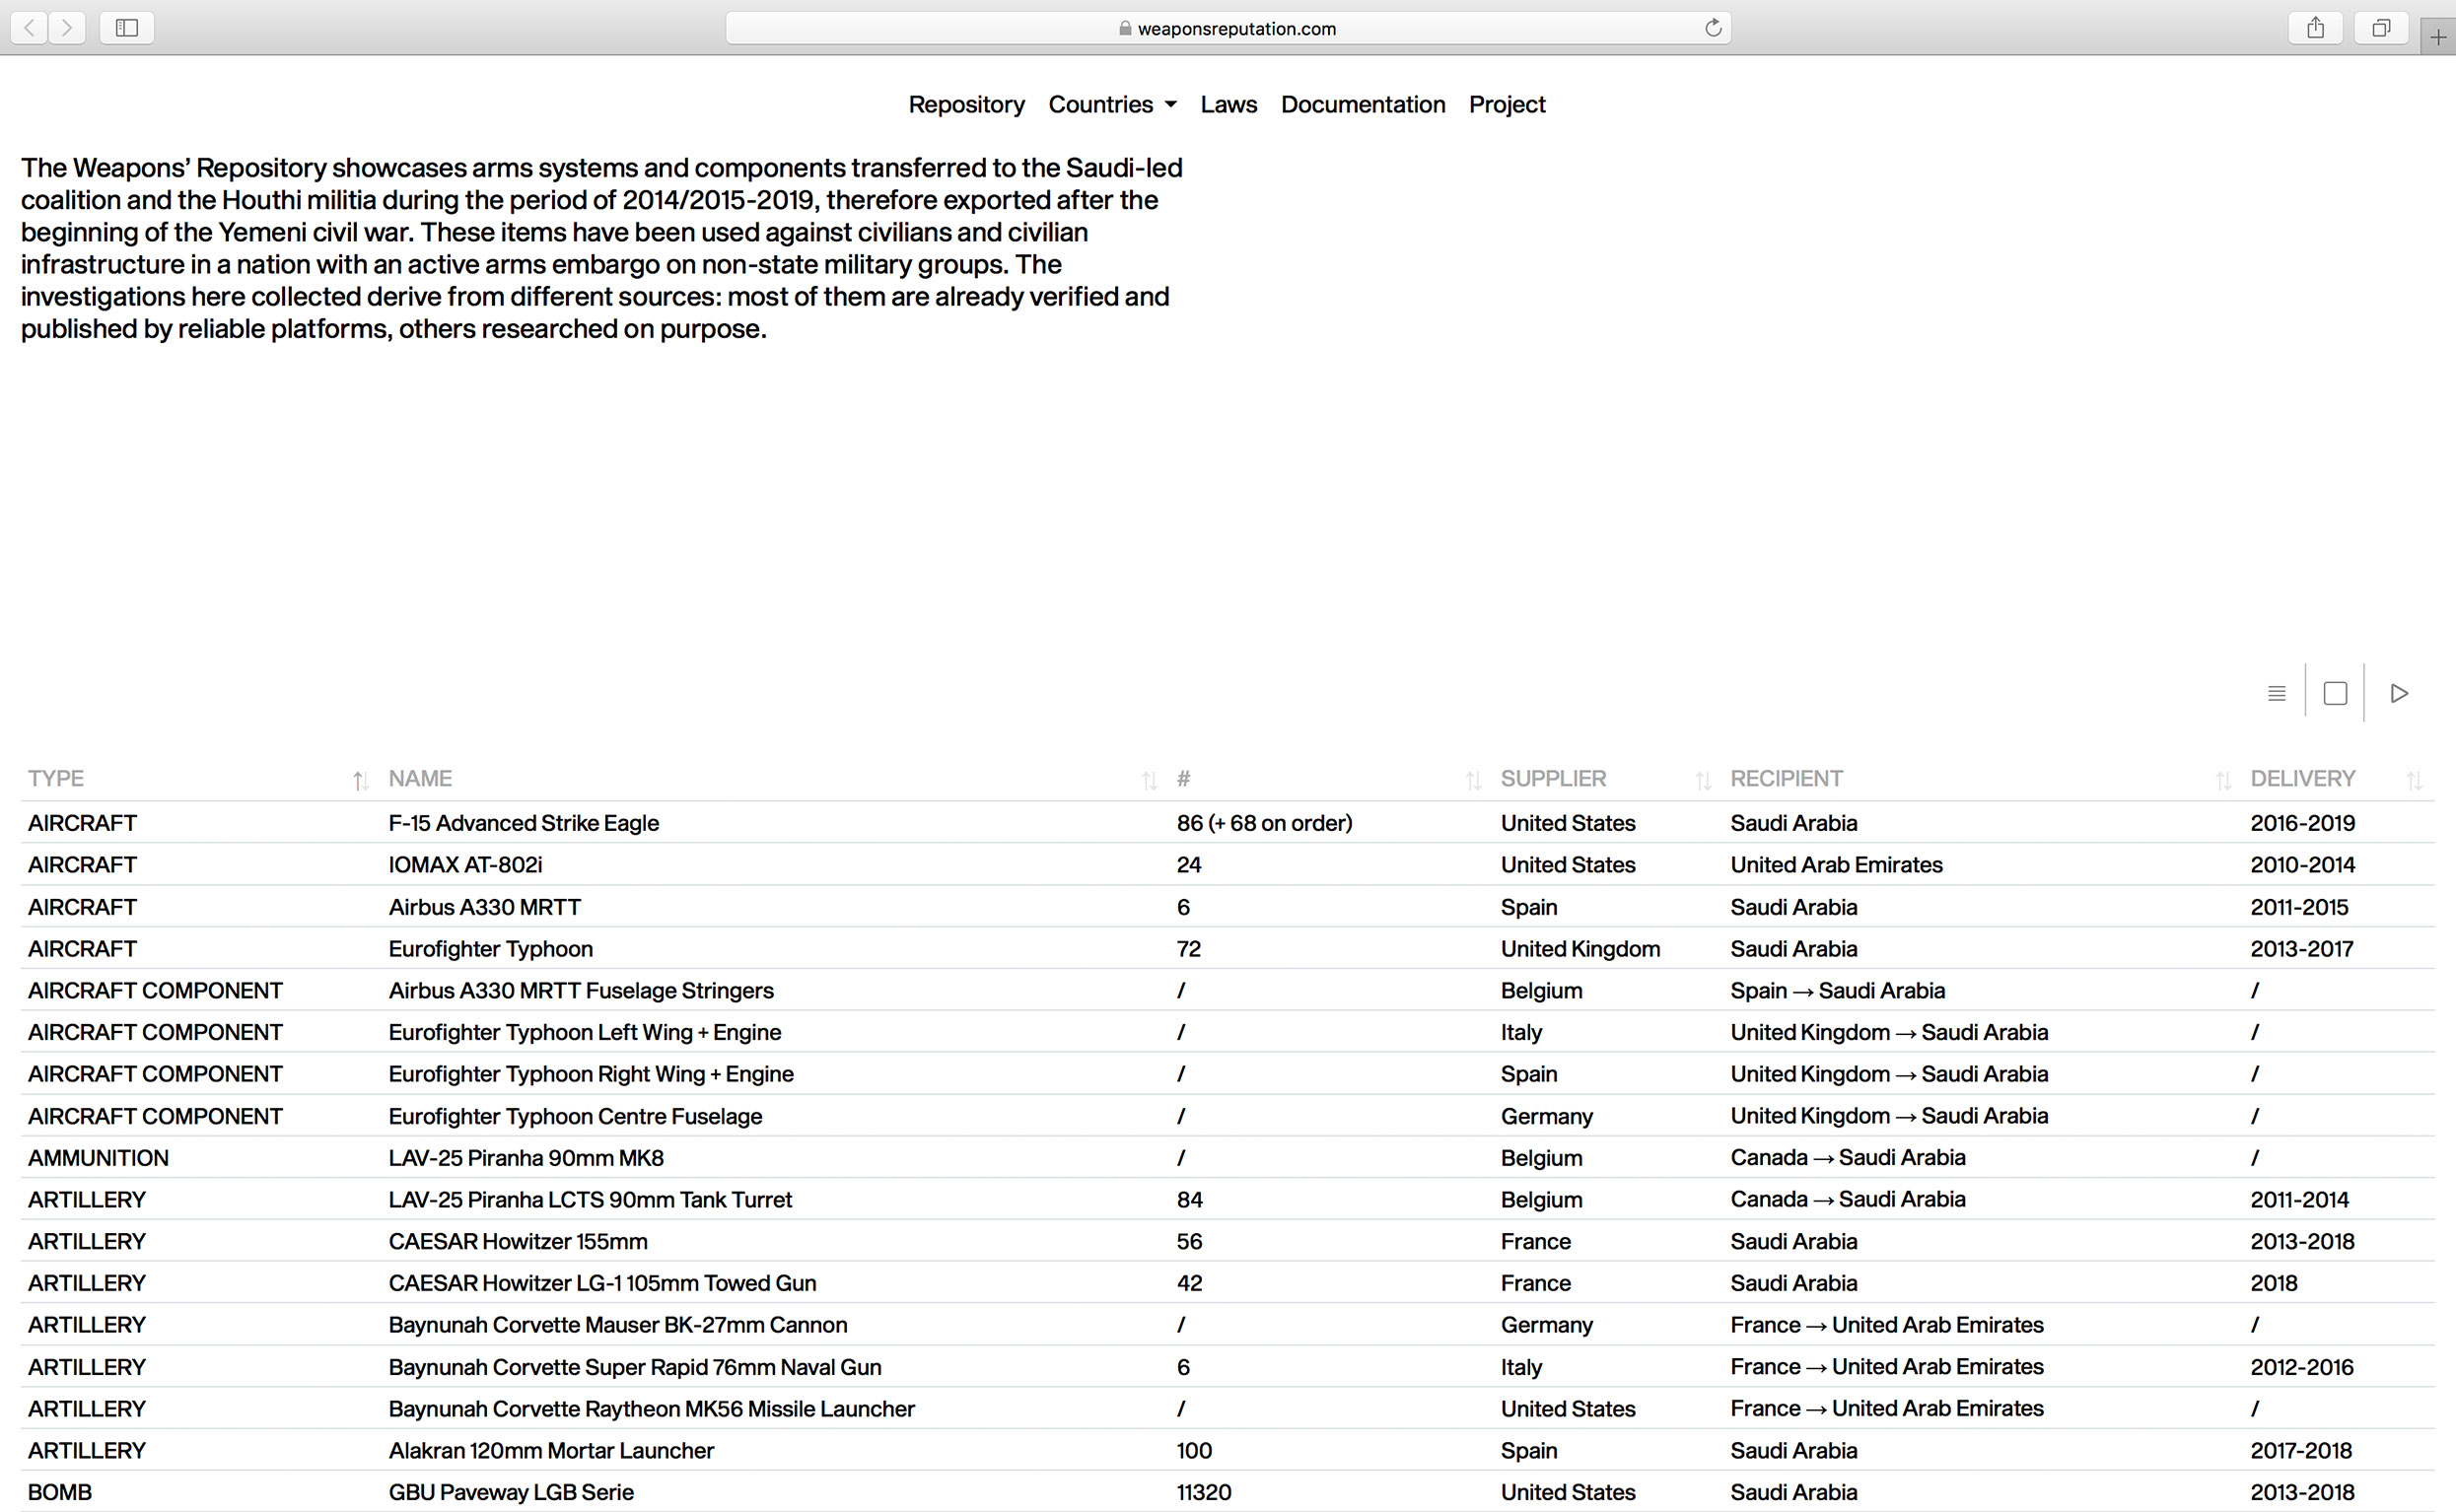 weaponsreputation.com
Repository Countries Laws Documentation Project
The Weapons’ Repository showcases arms systems and components transferred to the Saudi-led
coalition and the Houthi militia during the period of 2014/2015-2019, therefore exported after the
beginning of the Yemeni civil war. These items have been used against civilians and civilian
infrastructure in a nation with an active arms embargo on non-state military groups. The
investigations here collected derive from different sources: most of them are already verified and
published by reliable platforms, others researched on purpose.
TYPE NAME # SUPPLIER RECIPIENT DELIVERY
AIRCRAFT F-15 Advanced Strike Eagle 86 (+ 68 on order) United States Saudi Arabia 2016-2019
AIRCRAFT IOMAX AT-802i 24 United States United Arab Emirates 2010-2014
AIRCRAFT Airbus A330 MRTT 6 Spain Saudi Arabia 2011-2015
AIRCRAFT Eurofighter Typhoon 72 United Kingdom Saudi Arabia 2013-2017
AIRCRAFT COMPONENT Airbus A330 MRTT Fuselage Stringers / Belgium Spain → Saudi Arabia /
AIRCRAFT COMPONENT Eurofighter Typhoon Left Wing + Engine / Italy United Kingdom → Saudi Arabia /
AIRCRAFT COMPONENT Eurofighter Typhoon Right Wing + Engine / Spain United Kingdom → Saudi Arabia /
AIRCRAFT COMPONENT Eurofighter Typhoon Centre Fuselage / Germany United Kingdom → Saudi Arabia /
AMMUNITION LAV-25 Piranha 90mm MK8 / Belgium Canada → Saudi Arabia /
ARTILLERY LAV-25 Piranha LCTS 90mm Tank Turret 84 Belgium Canada → Saudi Arabia 2011-2014
ARTILLERY CAESAR Howitzer 155mm 56 France Saudi Arabia 2013-2018
ARTILLERY CAESAR Howitzer LG-1 105mm Towed Gun 42 France Saudi Arabia 2018
ARTILLERY Baynunah Corvette Mauser BK-27mm Cannon / Germany France → United Arab Emirates /
ARTILLERY Baynunah Corvette Super Rapid 76mm Naval Gun 6 Italy France → United Arab Emirates 2012-2016
ARTILLERY Baynunah Corvette Raytheon MK56 Missile Launcher / United States France → United Arab Emirates /
ARTILLERY Alakran 120mm Mortar Launcher 100 Spain Saudi Arabia 2017-2018
BOMB GBU Paveway LGB Serie 11320 United States Saudi Arabia 2013-2018